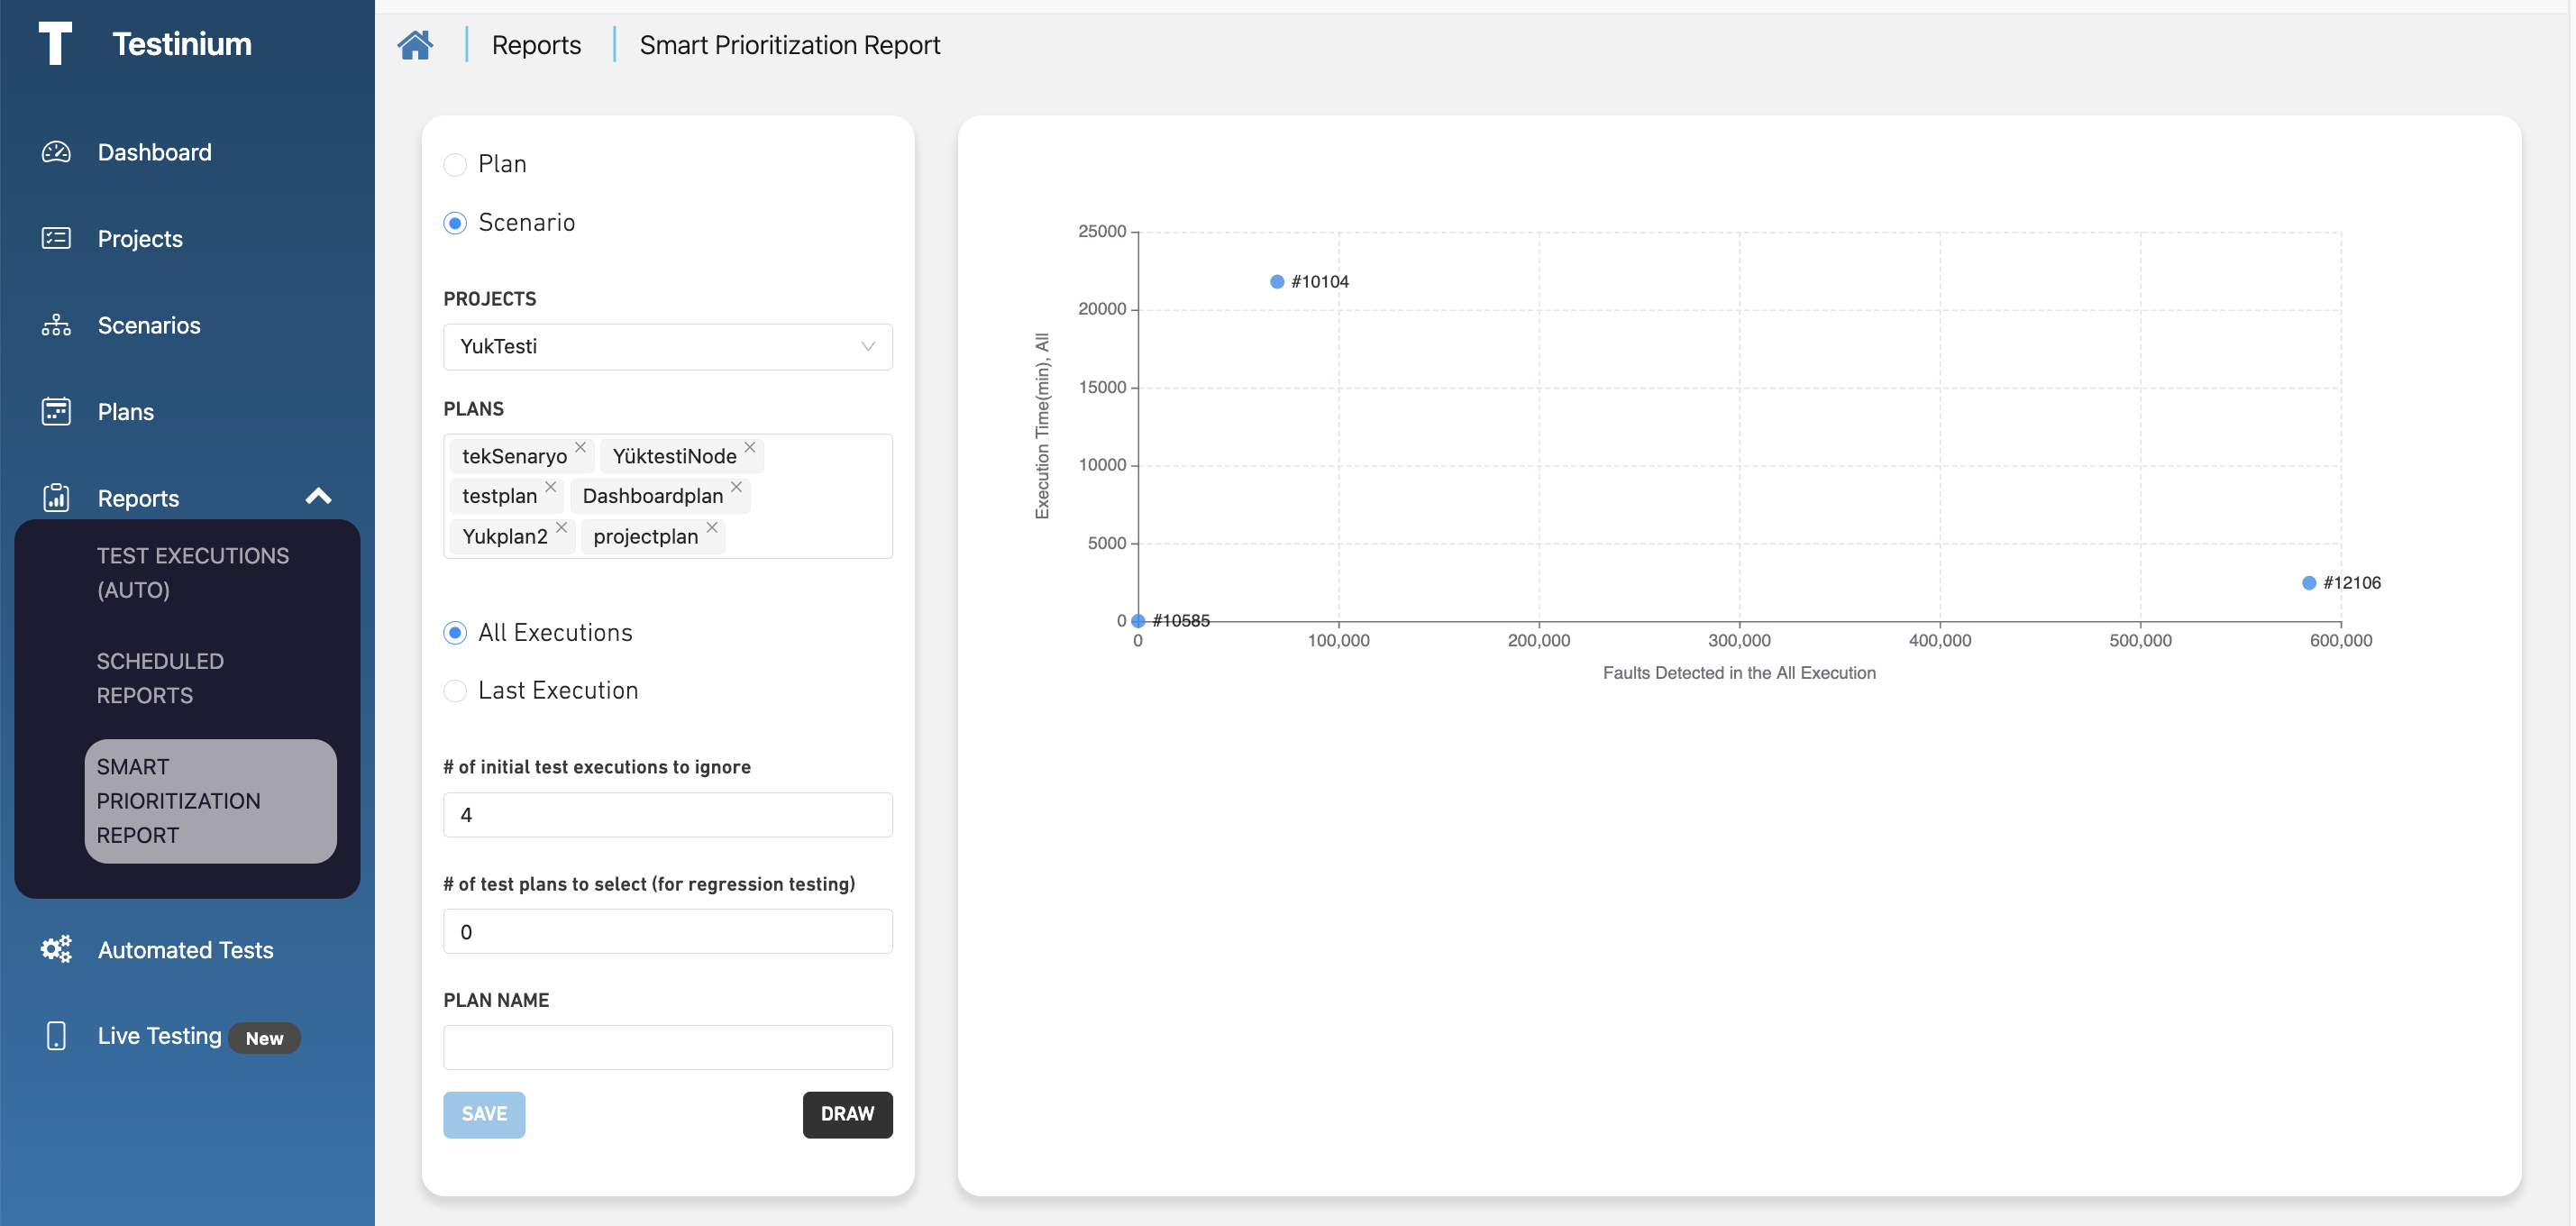 Testinium
Dashboard
Projects
Scenarios
Plans
Reports
TEST EXECUTIONS
(AUTO)
SCHEDULED
REPORTS
SMART
PRIORITIZATION
REPORT
Automated Tests
Live Testing New
Reports Smart Prioritization Report
Plan
Scenario
PROJECTS
YukTesti
PLANS
tekSenaryo YüktestiNode
testplan Dashboardplan
Yukplan2 projectplan
All Executions
Last Execution
# of initial test executions to ignore
4
# of test plans to select (for regression testing)
0
PLAN NAME
SAVE DRAW
Execution Time(min), All
25000
20000
15000
10000
5000
0
#10104
#12106
#10585
0 100,000 200,000 300,000 400,000 500,000 600,000
Faults Detected in the All Execution